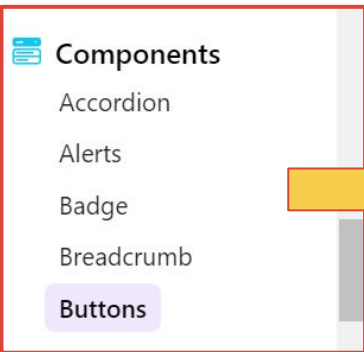 Components
Accordion
Alerts
Badge
Breadcrumb
Buttons